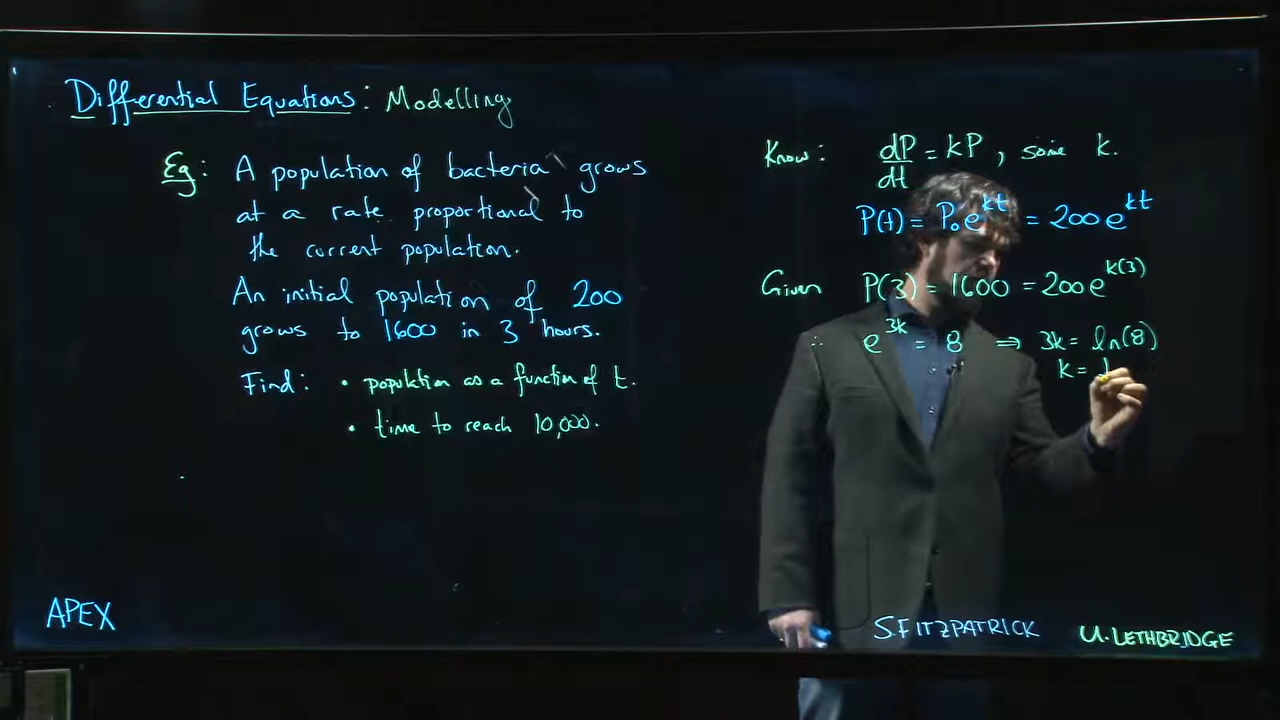 Differential Equations: Modelling
Eg: A population of bacteria grows
at a rate proportional to
the current population.
An initial population of 200
grows to 1600 in 3 hours.
Find: • population as a function of t.
• time to reach 10,000.
Know: dP/dt = kP, some k.
P(t) = P₀e^{kt} = 200e^{kt}
Given P(3) = 1600 = 200e^{k(3)}
∴ e^{3k} = 8 ⇒ 3k = ln(8)
k =
APEX
S.FITZPATRICK
U.LETHBRIDGE